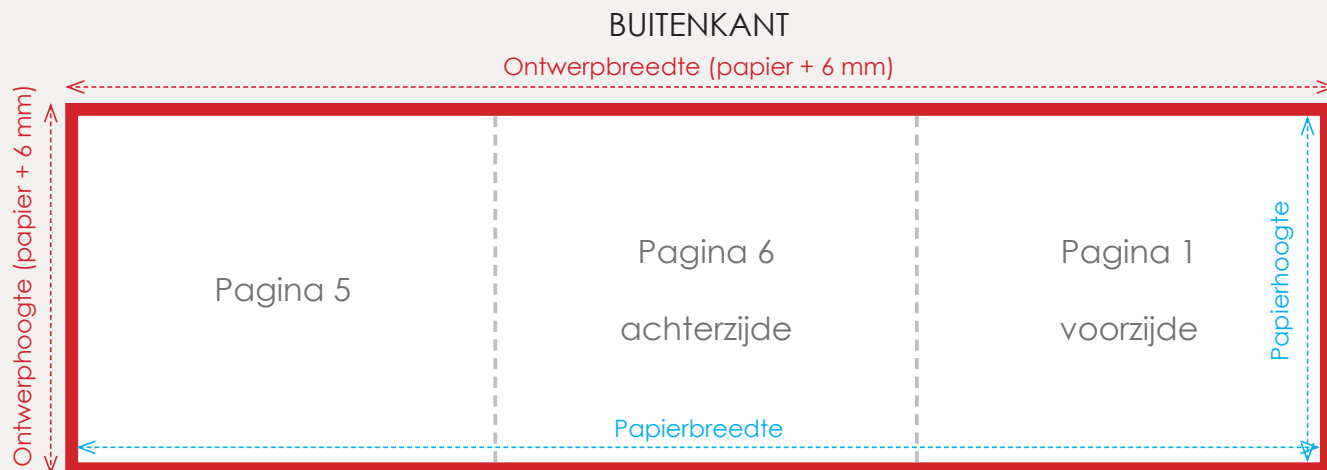 BUITENKANT
Ontwerpbreedte (papier + 6 mm)
Ontwerphoogte (papier + 6 mm)
Pagina 5
Pagina 6
achterzijde
Pagina 1
voorzijde
Papierhoogte
Papierbreedte